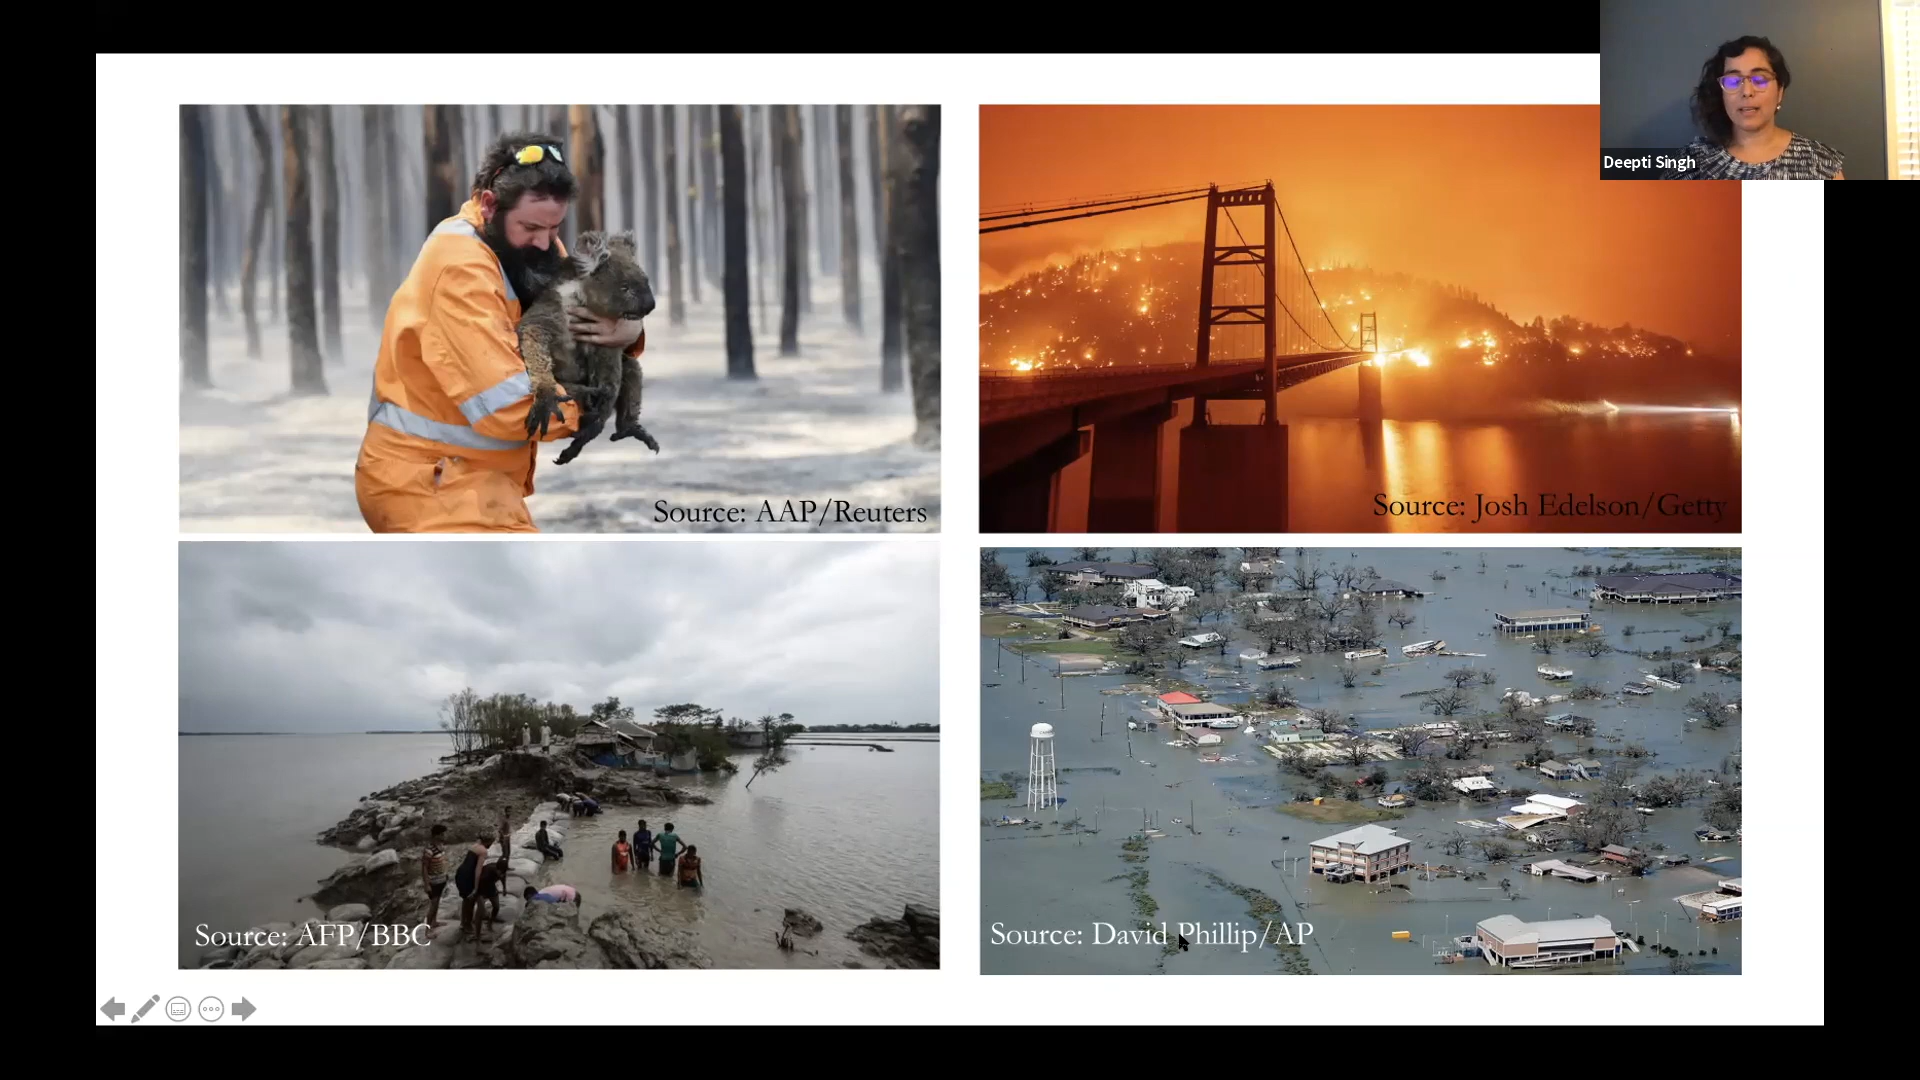 Deepti Singh
Source: AAP/Reuters
Source: Josh Edelson/Getty
Source: AFP/BBC
Source: David Phillip/AP